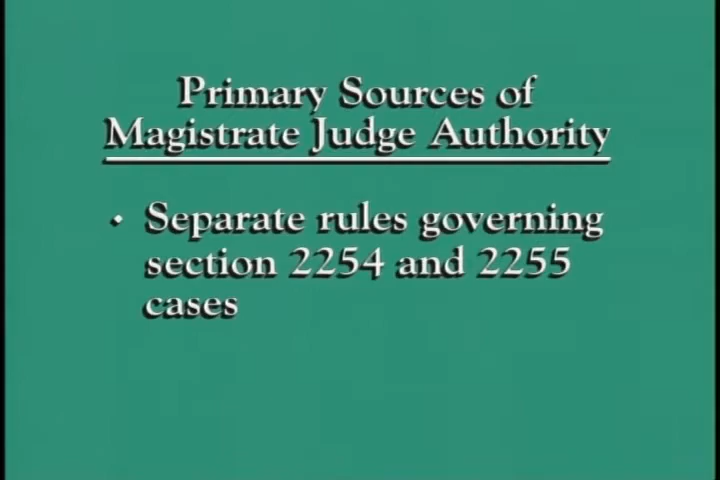 Primary Sources of
Magistrate Judge Authority
• Separate rules governing
section 2254 and 2255
cases